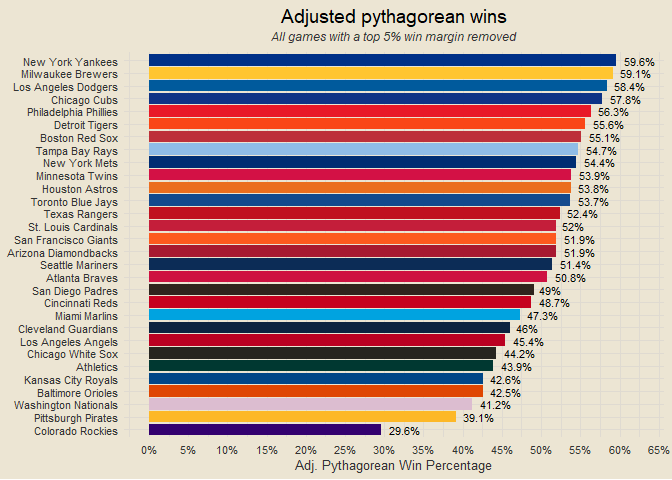 Adjusted pythagorean wins
All games with a top 5% win margin removed
New York Yankees 59.6%
Milwaukee Brewers 59.1%
Los Angeles Dodgers 58.4%
Chicago Cubs 57.8%
Philadelphia Phillies 56.3%
Detroit Tigers 55.6%
Boston Red Sox 55.1%
Tampa Bay Rays 54.7%
New York Mets 54.4%
Minnesota Twins 53.9%
Houston Astros 53.8%
Toronto Blue Jays 53.7%
Texas Rangers 52.4%
St. Louis Cardinals 52%
San Francisco Giants 51.9%
Arizona Diamondbacks 51.9%
Seattle Mariners 51.4%
Atlanta Braves 50.8%
San Diego Padres 49%
Cincinnati Reds 48.7%
Miami Marlins 47.3%
Cleveland Guardians 46%
Los Angeles Angels 45.4%
Chicago White Sox 44.2%
Athletics 43.9%
Kansas City Royals 42.6%
Baltimore Orioles 42.5%
Washington Nationals 41.2%
Pittsburgh Pirates 39.1%
Colorado Rockies 29.6%
0% 5% 10% 15% 20% 25% 30% 35% 40% 45% 50% 55% 60% 65%
Adj. Pythagorean Win Percentage